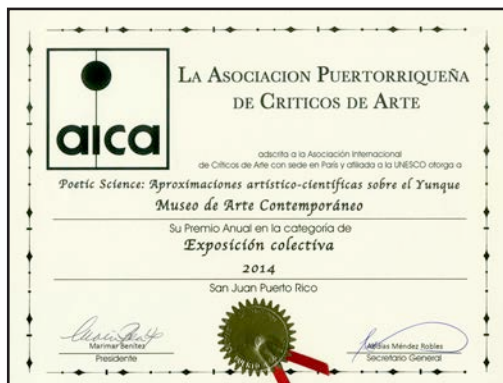 aica
LA ASOCIACION PUERTORRIQUEÑA
DE CRITICOS DE ARTE
adscrita a la Asociación Internacional
de Críticos de Arte con sede en París y afiliada a la UNESCO otorga a
Poetic Science: Aproximaciones artístico-científicas sobre el Yunque
Museo de Arte Contemporáneo
Su Premio Anual en la categoría de
Exposición colectiva
2014
San Juan Puerto Rico
Marimar Benítez
Presidente
Abdías Méndez Robles
Secretario General